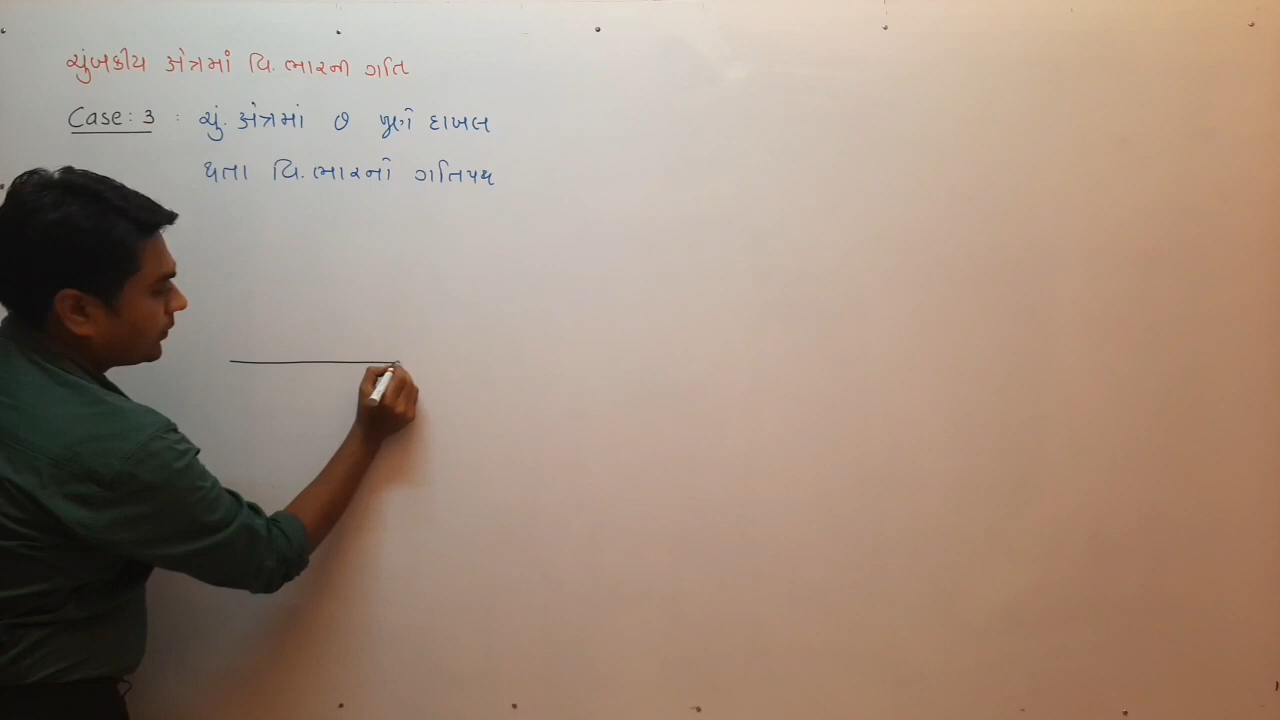 ચુંબકીય ક્ષેત્રમાં વિ. ભારની ગતિ
Case: 3 : ચું. ક્ષેત્રમાં θ ખૂણે દાખલ
થતા વિ. ભારનો ગતિપથ